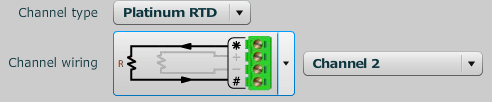 Channel type Platinum RTD
Channel wiring R * + − # Channel 2